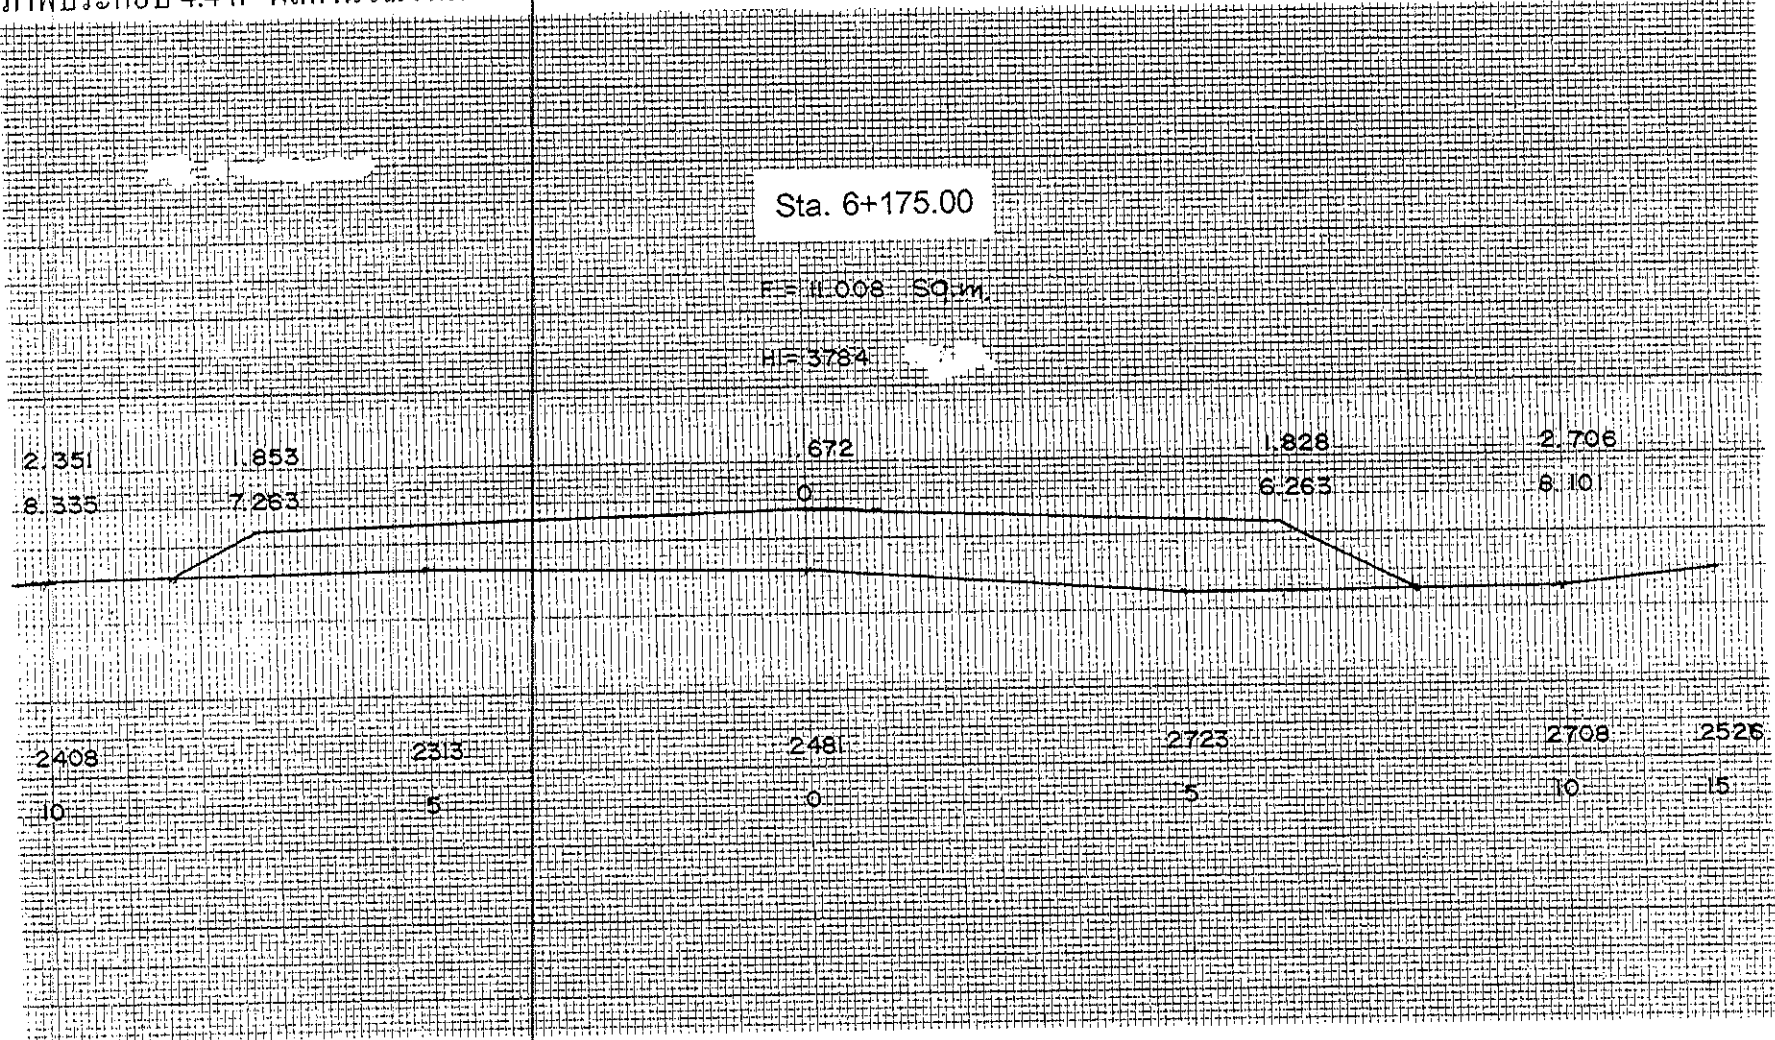 Sta. 6+175.00
F = 11.008 SQ.m.
HI = 3784
2.351 1.853 1.672 1.828 2.706
8.335 7.263 0 6.263 8.101
2408 2313 2481 2723 2708 2526
10 5 0 5 10 15